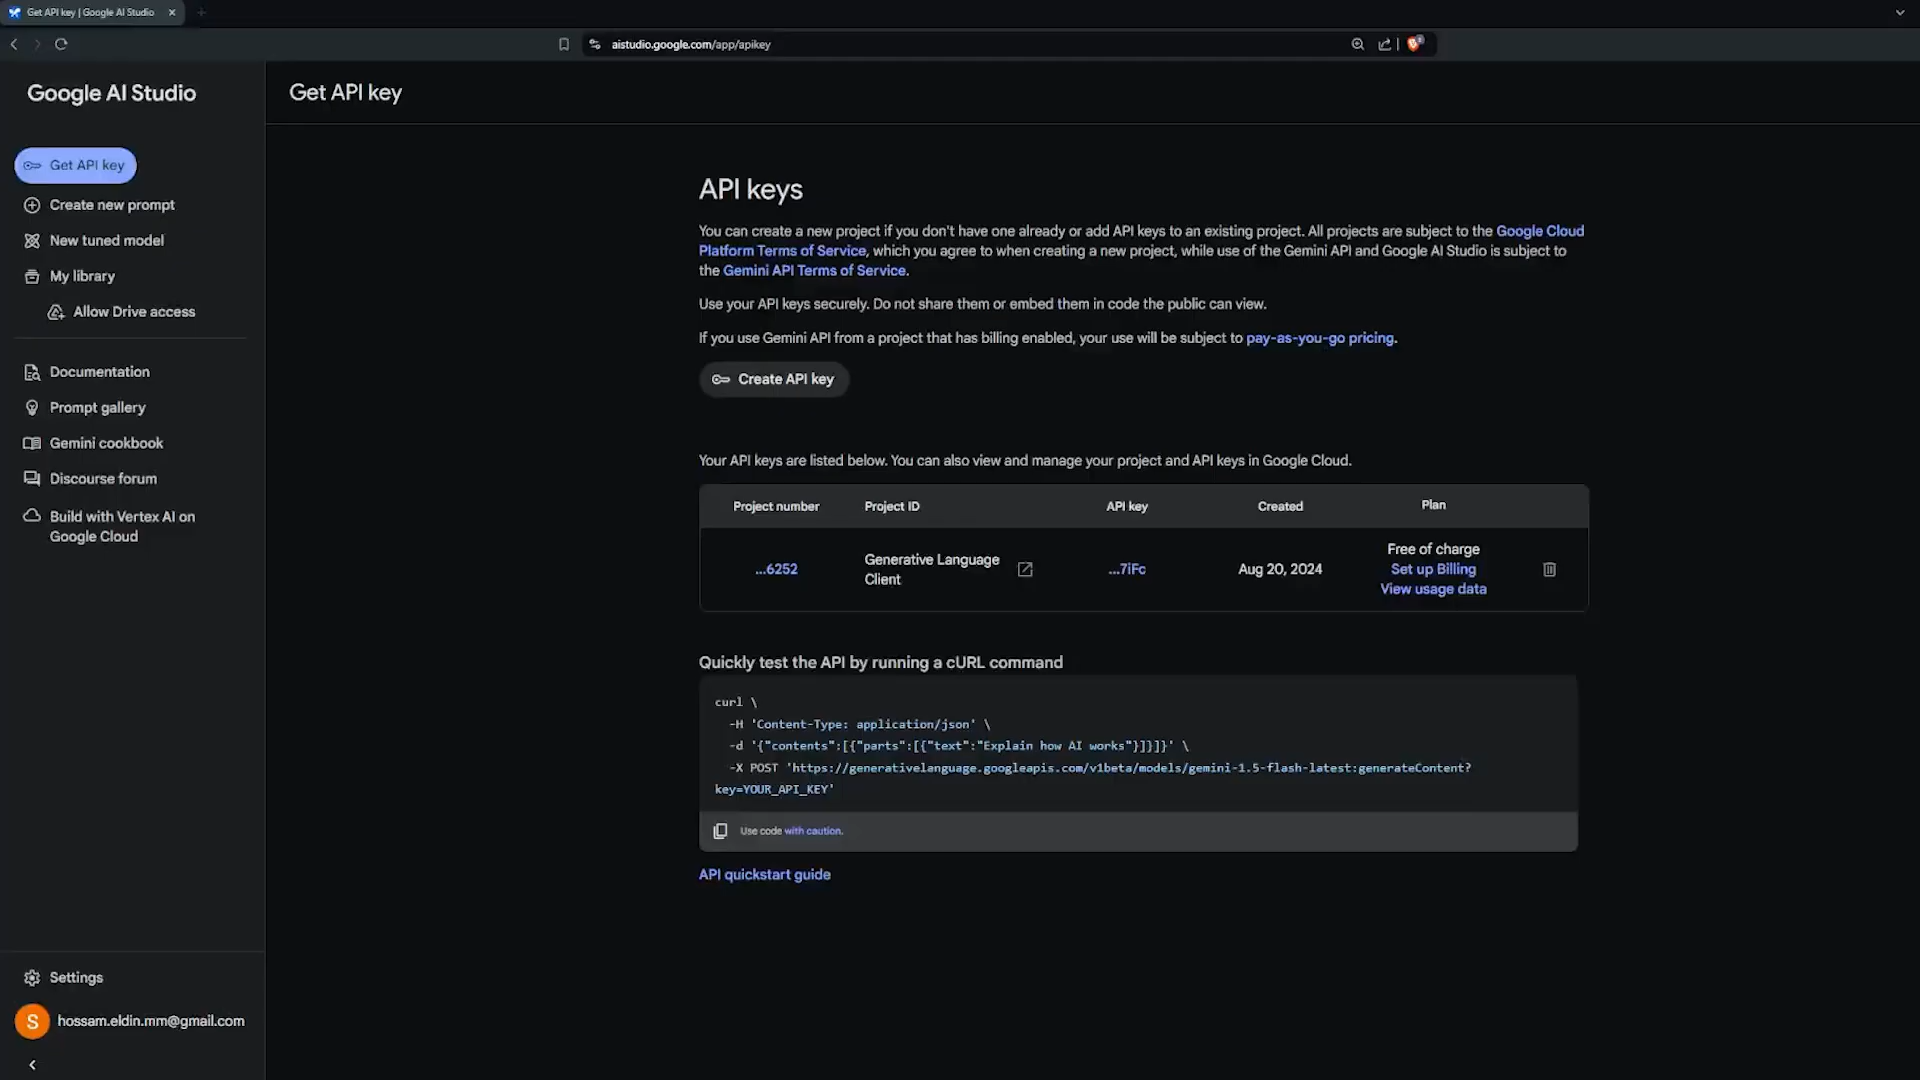 Get API key | Google AI Studio
aistudio.google.com/app/apikey
Google AI Studio
Get API key
Get API key
Create new prompt
New tuned model
My library
Allow Drive access
Documentation
Prompt gallery
Gemini cookbook
Discourse forum
Build with Vertex AI on
Google Cloud
Settings
S
hossam.eldin.mm@gmail.com
API keys
You can create a new project if you don't have one already or add API keys to an existing project. All projects are subject to the Google Cloud
Platform Terms of Service, which you agree to when creating a new project, while use of the Gemini API and Google AI Studio is subject to
the Gemini API Terms of Service.
Use your API keys securely. Do not share them or embed them in code the public can view.
If you use Gemini API from a project that has billing enabled, your use will be subject to pay-as-you-go pricing.
Create API key
Your API keys are listed below. You can also view and manage your project and API keys in Google Cloud.
Project number Project ID API key Created Plan
...6252 Generative Language Client ...7iFc Aug 20, 2024 Free of charge
Set up Billing
View usage data
Quickly test the API by running a cURL command
curl \
-H 'Content-Type: application/json' \
-d '{"contents":[{"parts":[{"text":"Explain how AI works"}]}]}' \
-X POST 'https://generativelanguage.googleapis.com/v1beta/models/gemini-1.5-flash-latest:generateContent?
key=YOUR_API_KEY'
Use code with caution.
API quickstart guide